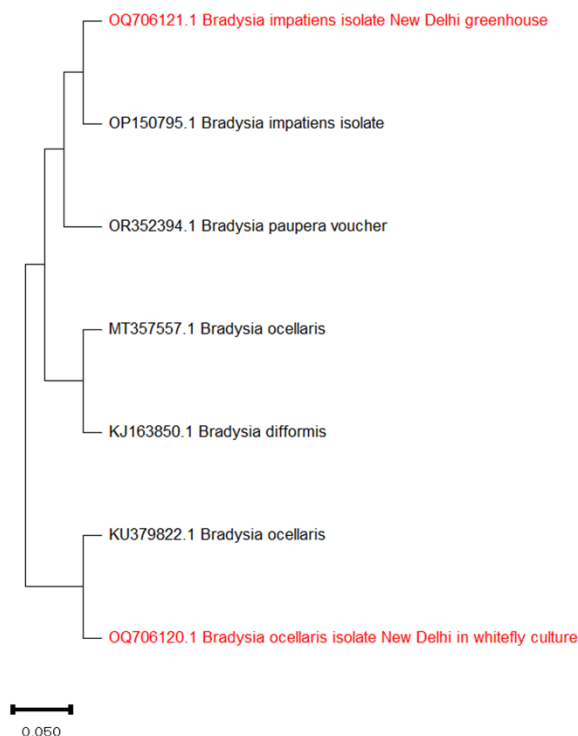 OQ706121.1 Bradysia impatiens isolate New Delhi greenhouse
OP150795.1 Bradysia impatiens isolate
OR352394.1 Bradysia paupera voucher
MT357557.1 Bradysia ocellaris
KJ163850.1 Bradysia difformis
KU379822.1 Bradysia ocellaris
OQ706120.1 Bradysia ocellaris isolate New Delhi in whitefly culture
0.050